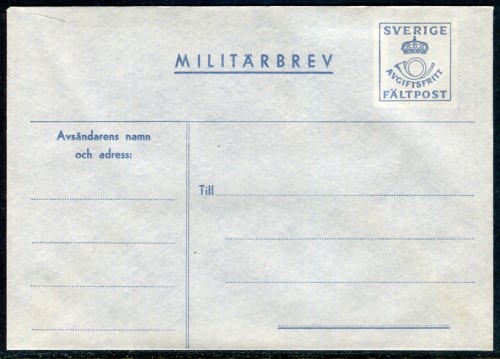 MILITÄRBREV
SVERIGE
AVGIFTSFRITT
FÄLTPOST
Avsändarens namn
och adress:
Till